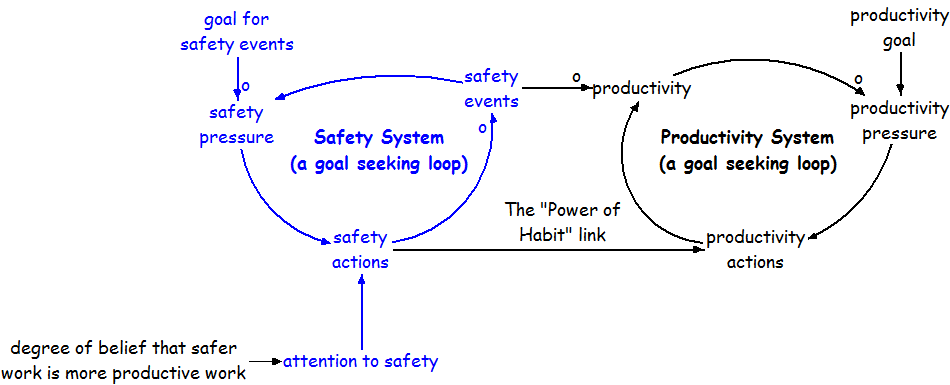 goal for
safety events
o
safety
pressure
safety
events
o
Safety System
(a goal seeking loop)
safety
actions
attention to safety
degree of belief that safer
work is more productive work
The "Power of
Habit" link
o
productivity
productivity
goal
o
productivity
pressure
Productivity System
(a goal seeking loop)
productivity
actions